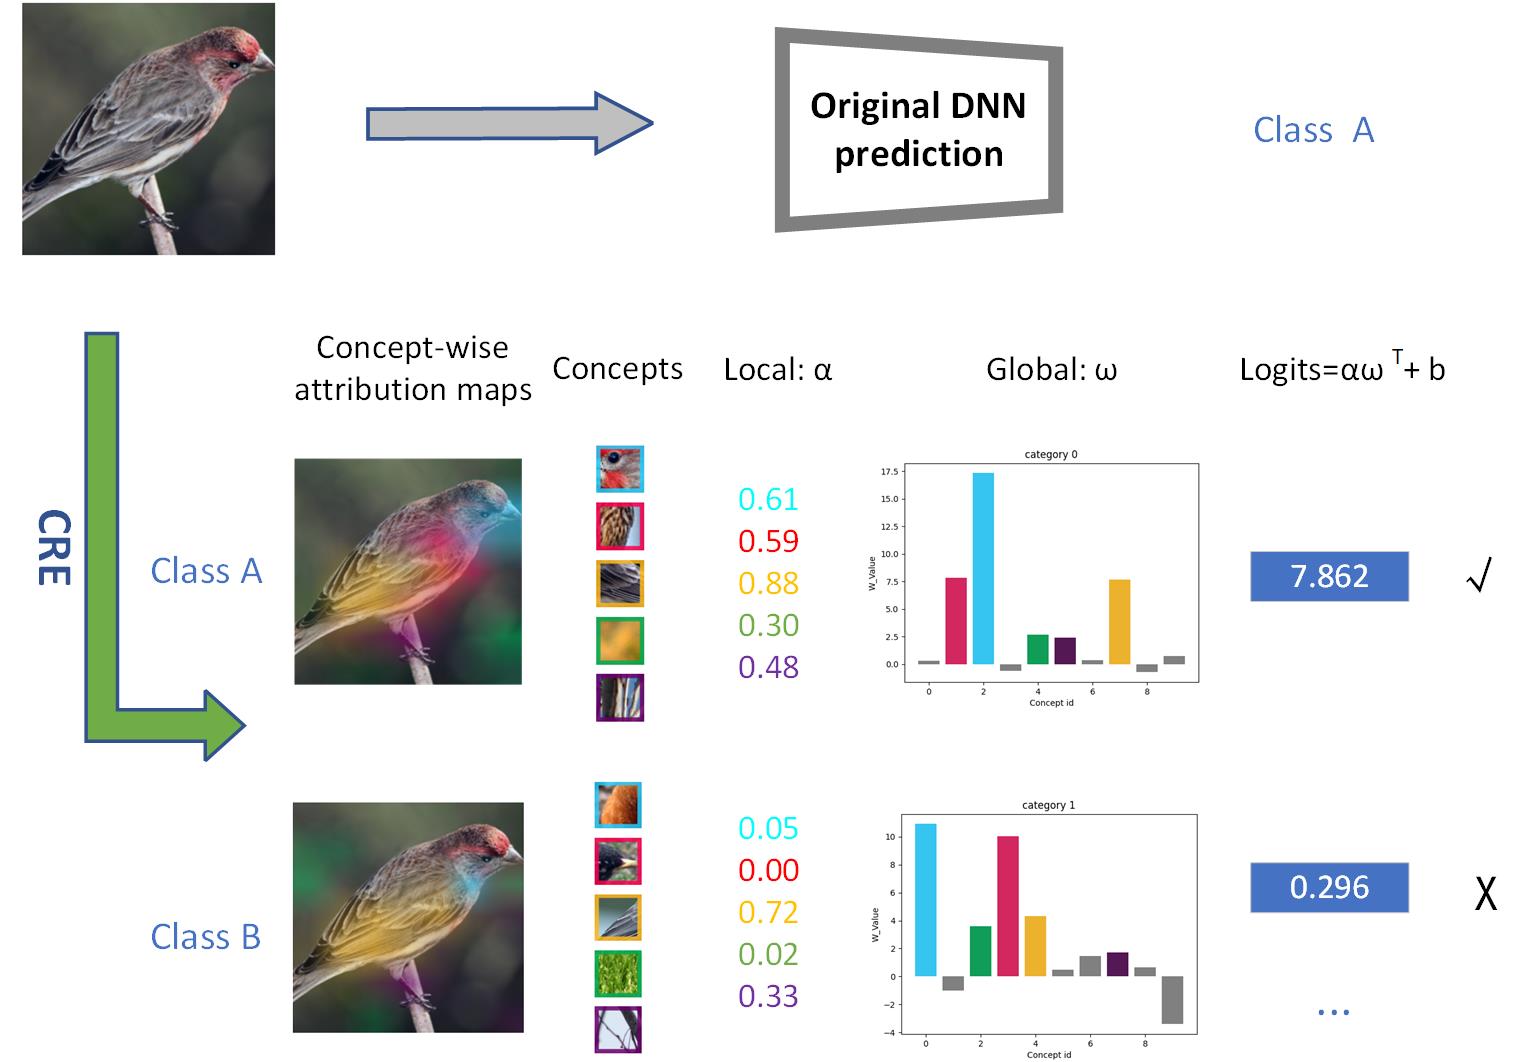 Original DNN
prediction
Class A
Concept-wise
attribution maps
Concepts
Local: α
Global: ω
Logits=αω T+ b
CRE
Class A
0.61
0.59
0.88
0.30
0.48
category 0
W_Value
17.5
15.0
12.5
10.0
7.5
5.0
2.5
0.0
0 2 4 6 8
Concept id
7.862
√
Class B
0.05
0.00
0.72
0.02
0.33
category 1
W_Value
10
8
6
4
2
0
−2
−4
0 2 4 6 8
Concept id
0.296
X
...